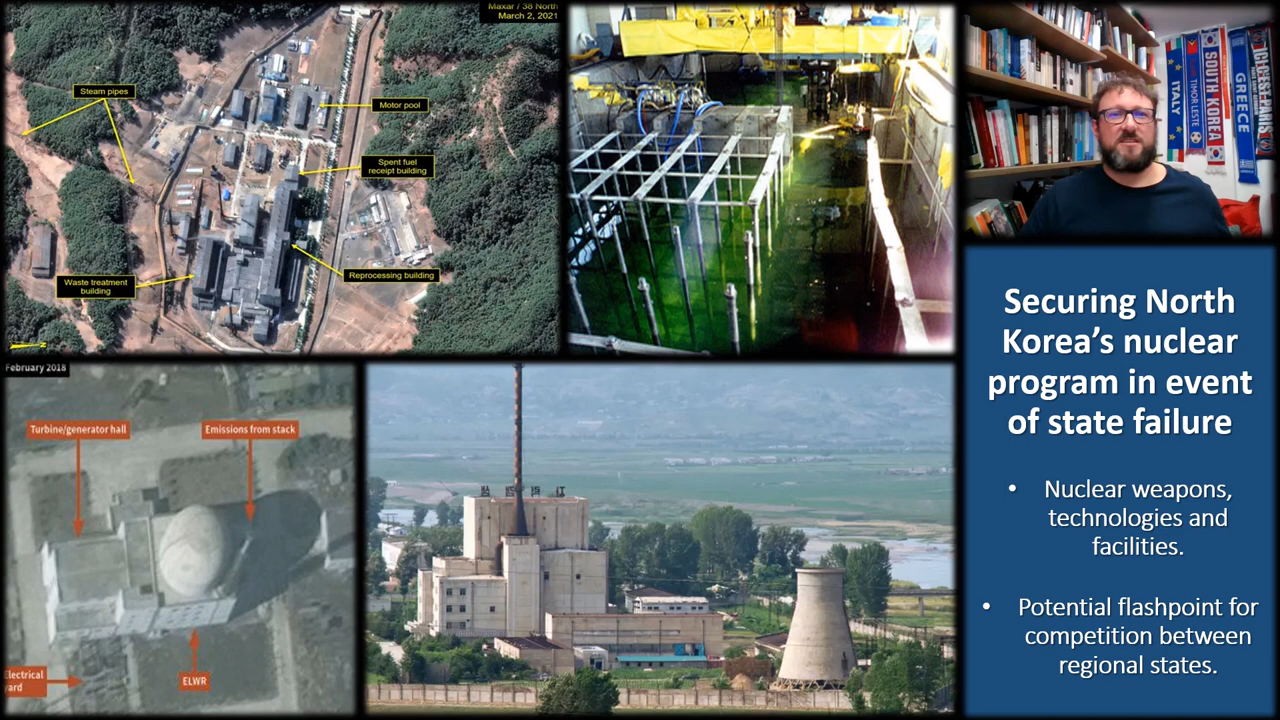 Maxar / 38 North
March 2, 2021
Steam pipes
Motor pool
Spent fuel
receipt building
Reprocessing building
Waste treatment
building
N
ITALY
TIMOR LESTE
SOUTH KOREA
GREECE
Securing North
Korea’s nuclear
program in event
of state failure
• Nuclear weapons,
technologies and
facilities.
• Potential flashpoint for
competition between
regional states.
February 2018
Turbine/generator hall
Emissions from stack
Electrical
yard
ELWR